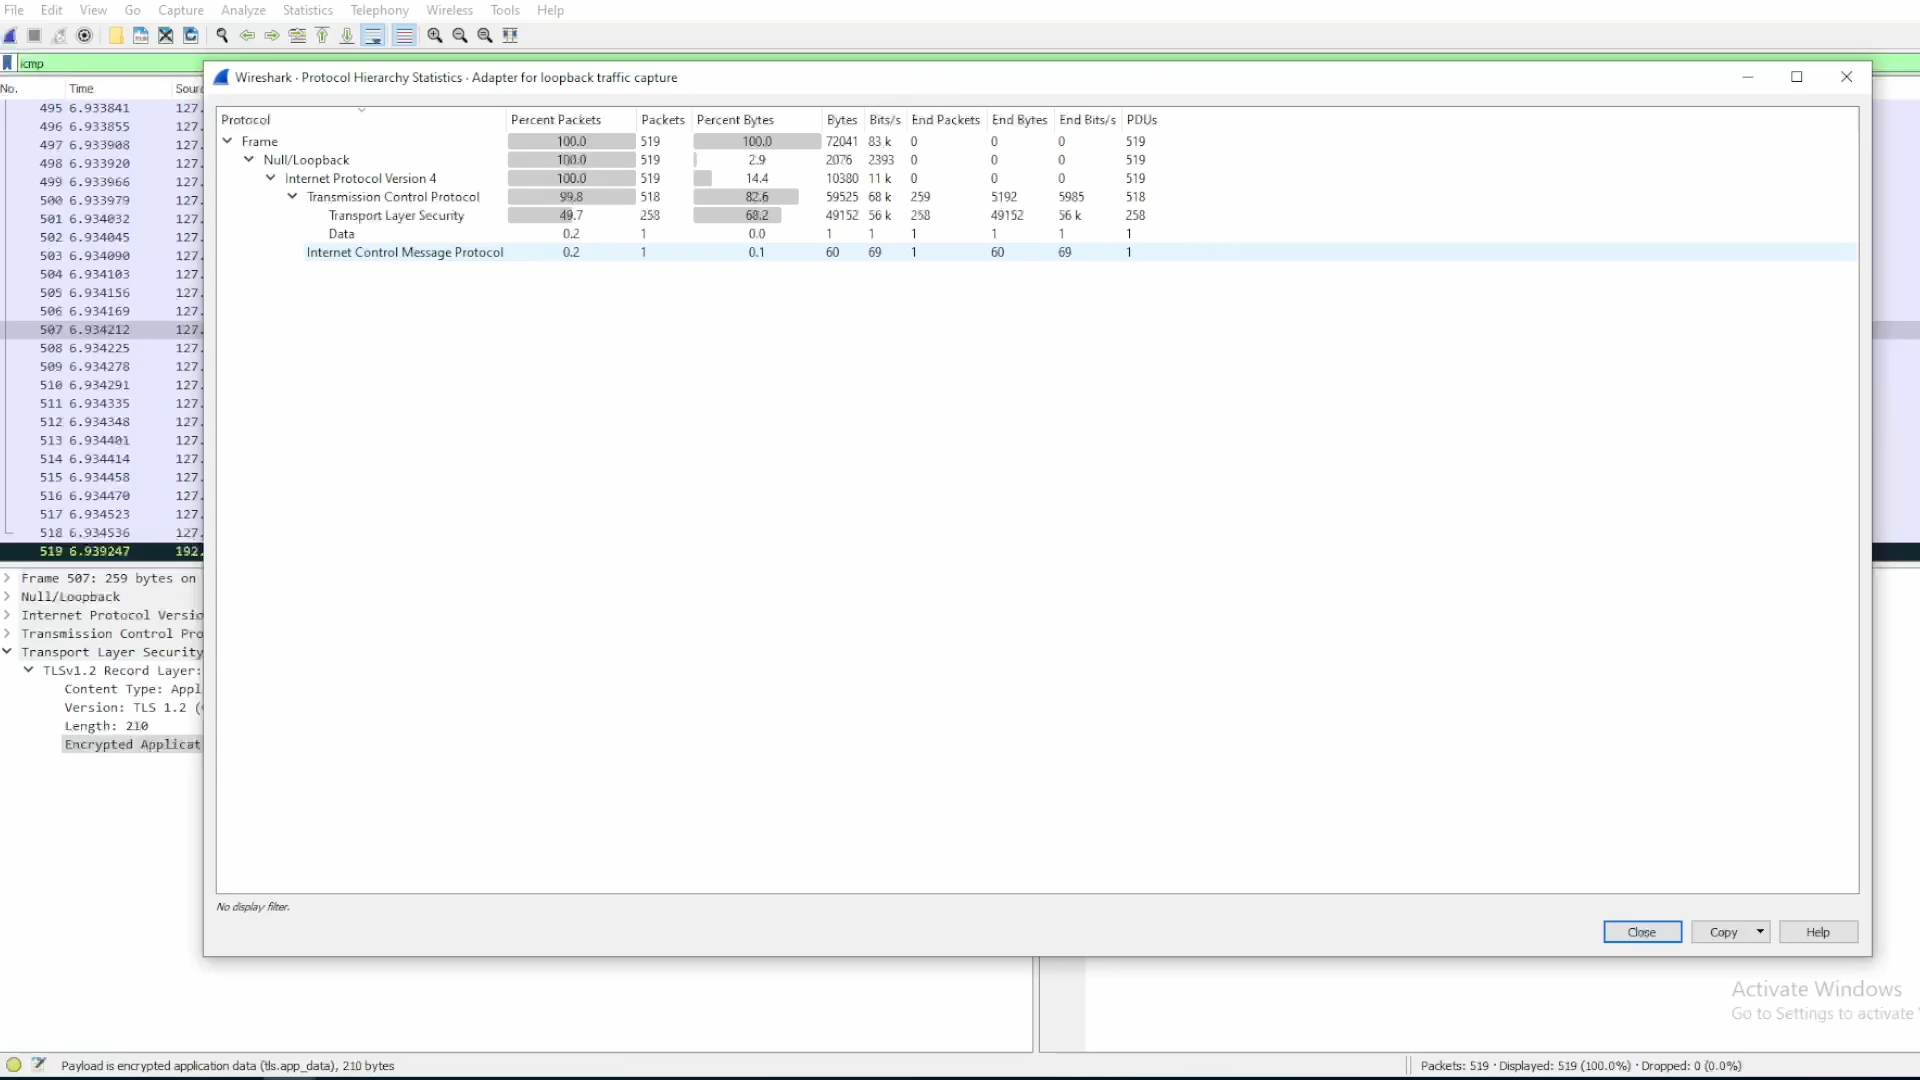 File Edit View Go Capture Analyze Statistics Telephony Wireless Tools Help
icmp
Wireshark · Protocol Hierarchy Statistics · Adapter for loopback traffic capture
No. Time Sourc
495 6.933841 127.
496 6.933855 127.
497 6.933908 127.
498 6.933920 127.
499 6.933966 127.
500 6.933979 127.
501 6.934032 127.
502 6.934045 127.
503 6.934090 127.
504 6.934103 127.
505 6.934156 127.
506 6.934169 127.
507 6.934212 127.
508 6.934225 127.
509 6.934278 127.
510 6.934291 127.
511 6.934335 127.
512 6.934348 127.
513 6.934401 127.
514 6.934414 127.
515 6.934458 127.
516 6.934470 127.
517 6.934523 127.
518 6.934536 127.
519 6.939247 192.
Protocol Percent Packets Packets Percent Bytes Bytes Bits/s End Packets End Bytes End Bits/s PDUs
Frame 100.0 519 100.0 72041 83 k 0 0 0 519
Null/Loopback 100.0 519 2.9 2076 2393 0 0 0 519
Internet Protocol Version 4 100.0 519 14.4 10380 11 k 0 0 0 519
Transmission Control Protocol 99.8 518 82.6 59525 68 k 259 5192 5985 518
Transport Layer Security 49.7 258 68.2 49152 56 k 258 49152 56 k 258
Data 0.2 1 0.0 1 1 1 1 1 1
Internet Control Message Protocol 0.2 1 0.1 60 69 1 60 69 1
No display filter.
Close Copy Help
Frame 507: 259 bytes on
Null/Loopback
Internet Protocol Versio
Transmission Control Pro
Transport Layer Security
TLSv1.2 Record Layer:
Content Type: Appl
Version: TLS 1.2 (
Length: 210
Encrypted Applicat
Activate Windows
Go to Settings to activate
Payload is encrypted application data (tls.app_data), 210 bytes
Packets: 519 · Displayed: 519 (100.0%) · Dropped: 0 (0.0%)